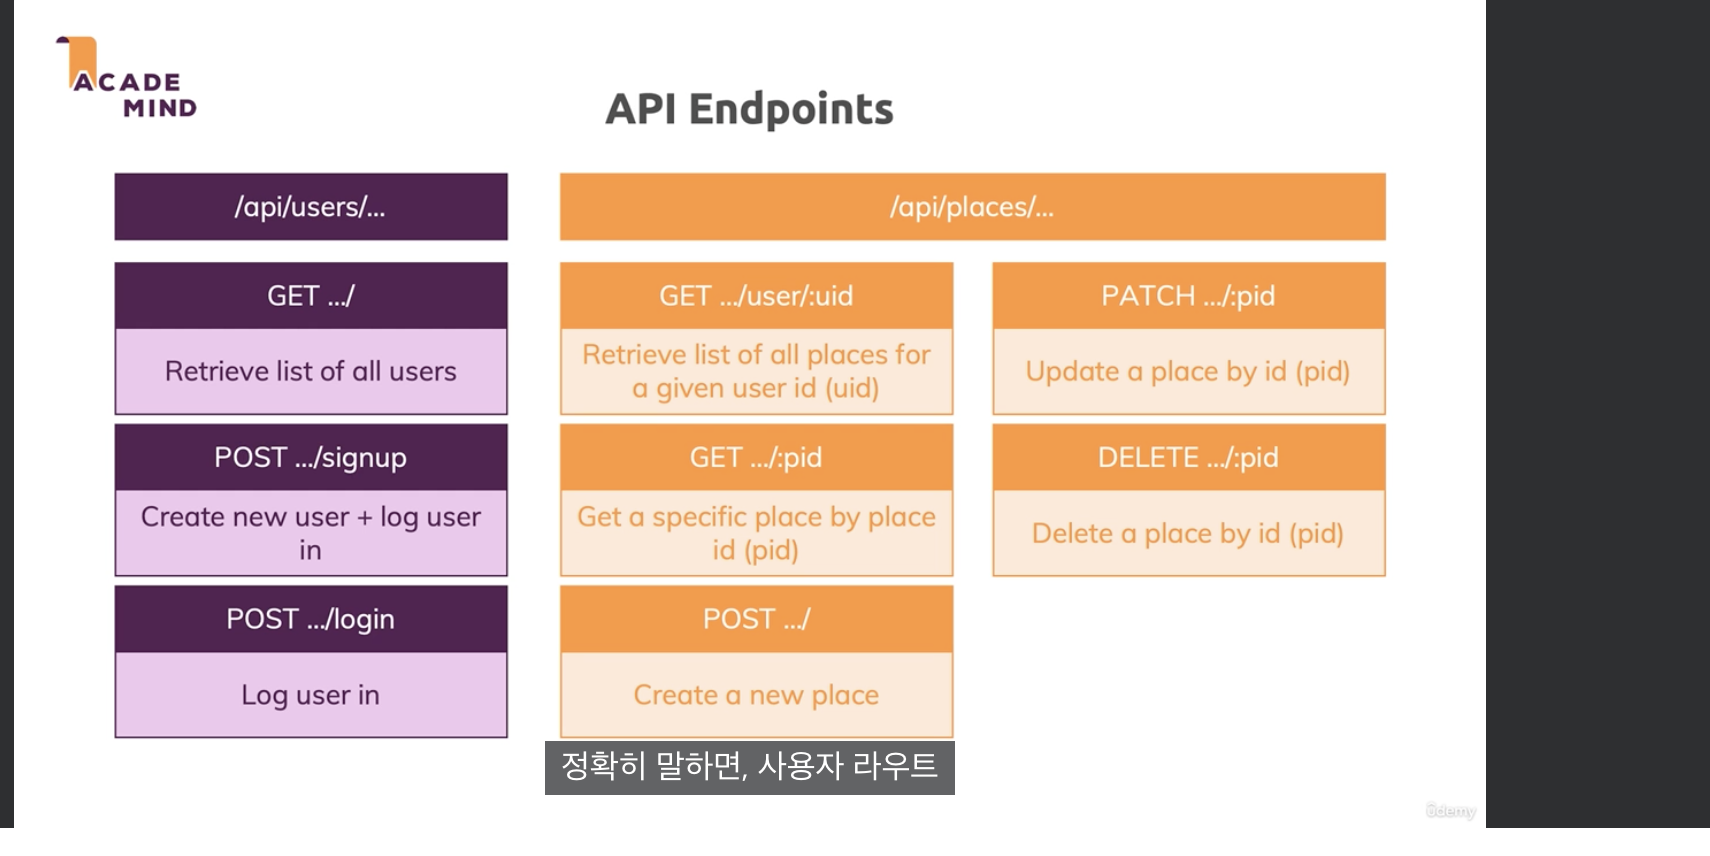 ACADE
MIND
API Endpoints
/api/users/...
GET .../
Retrieve list of all users
POST .../signup
Create new user + log user
in
POST .../login
Log user in
/api/places/...
GET .../user/:uid
Retrieve list of all places for
a given user id (uid)
GET .../:pid
Get a specific place by place
id (pid)
POST .../
Create a new place
PATCH .../:pid
Update a place by id (pid)
DELETE .../:pid
Delete a place by id (pid)
정확히 말하면, 사용자 라우트
ûdemy